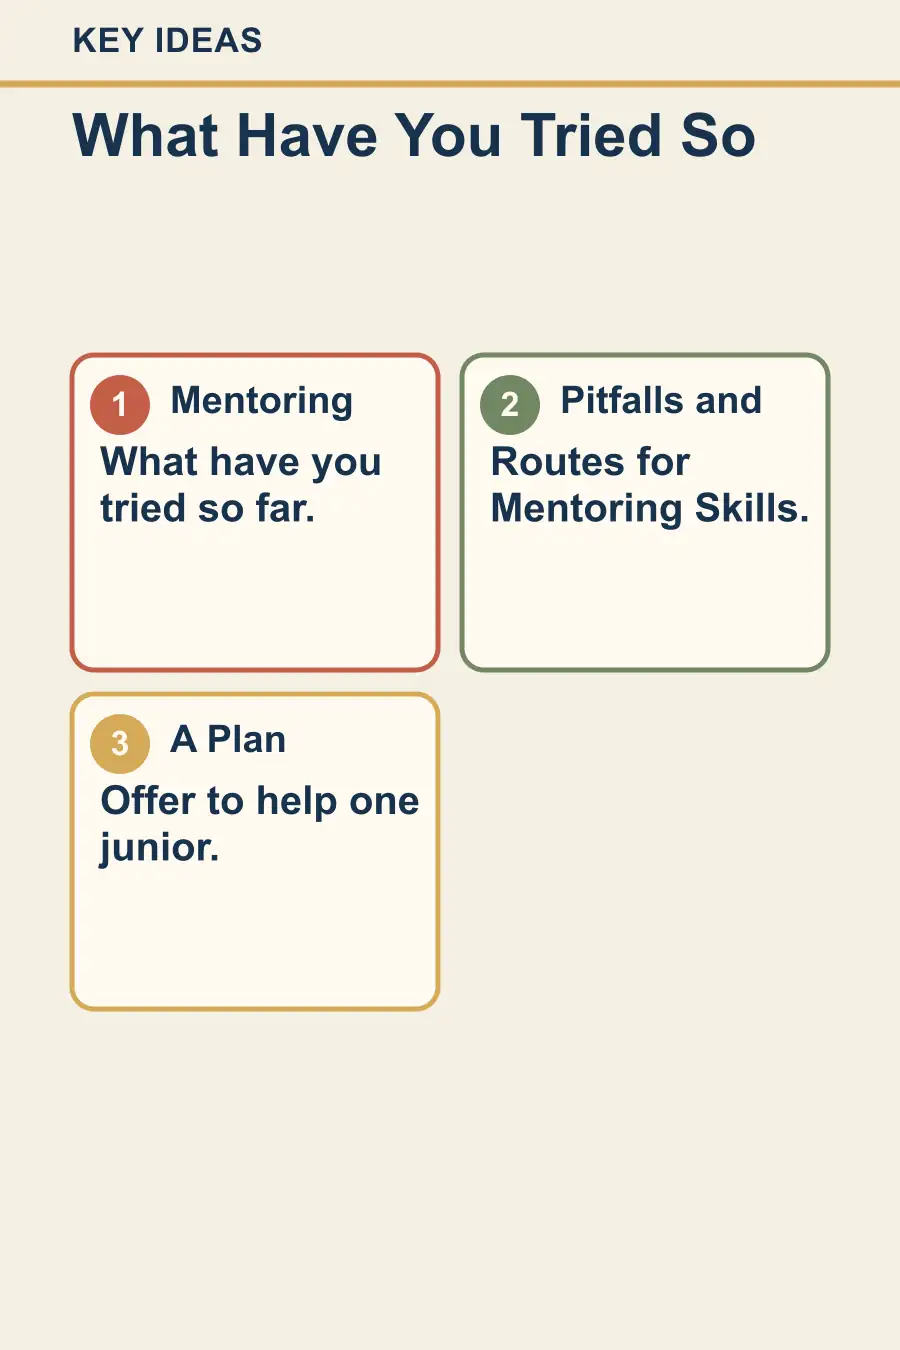 KEY IDEAS
What Have You Tried So
1 Mentoring
What have you
tried so far.
2 Pitfalls and
Routes for
Mentoring Skills.
3 A Plan
Offer to help one
junior.